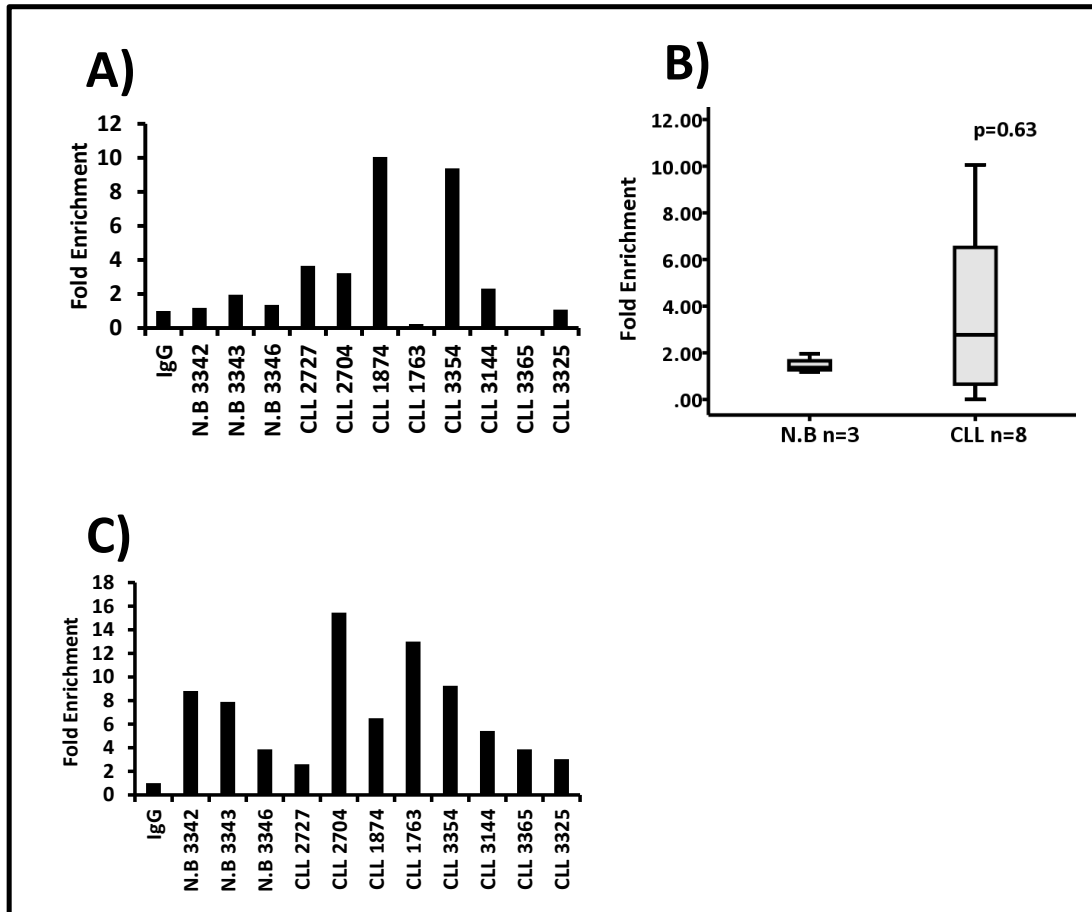 A)
Fold Enrichment
12
10
8
6
4
2
0
IgG
N.B 3342
N.B 3343
N.B 3346
CLL 2727
CLL 2704
CLL 1874
CLL 1763
CLL 3354
CLL 3144
CLL 3365
CLL 3325
B)
Fold Enrichment
12.00
10.00
8.00
6.00
4.00
2.00
.00
p=0.63
N.B n=3
CLL n=8
C)
Fold Enrichment
18
16
14
12
10
8
6
4
2
0
IgG
N.B 3342
N.B 3343
N.B 3346
CLL 2727
CLL 2704
CLL 1874
CLL 1763
CLL 3354
CLL 3144
CLL 3365
CLL 3325